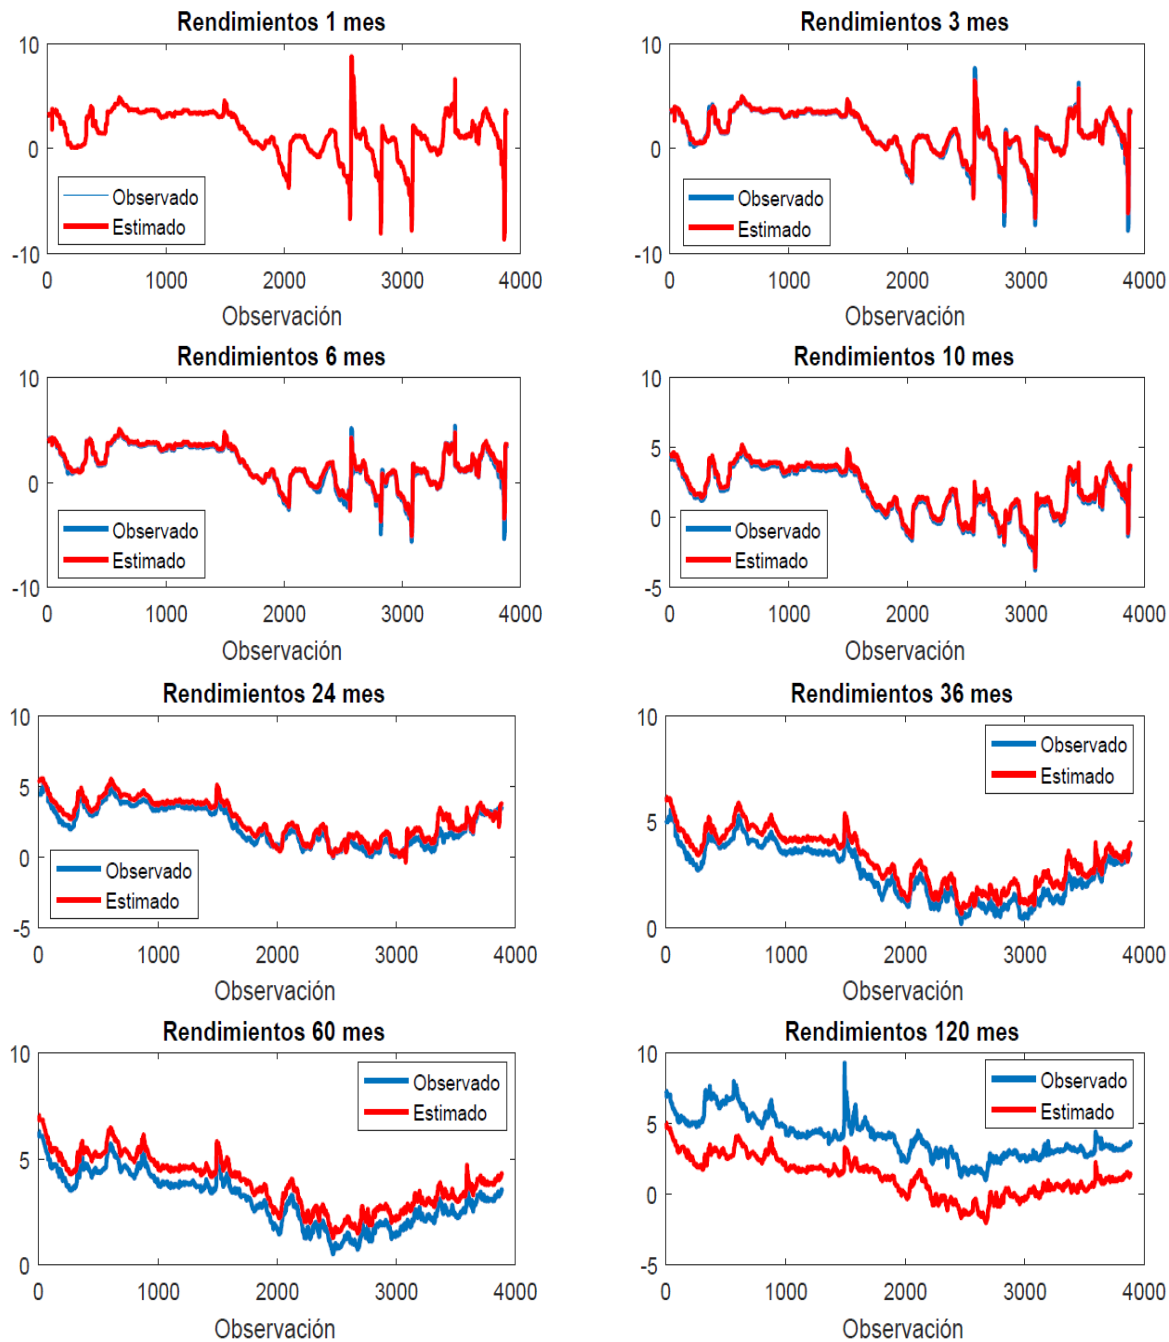 Rendimientos 1 mes
10
0
-10
Observado
Estimado
0 1000 2000 3000 4000
Observación
Rendimientos 3 mes
10
0
-10
Observado
Estimado
0 1000 2000 3000 4000
Observación
Rendimientos 6 mes
10
0
-10
Observado
Estimado
0 1000 2000 3000 4000
Observación
Rendimientos 10 mes
10
5
0
-5
Observado
Estimado
0 1000 2000 3000 4000
Observación
Rendimientos 24 mes
10
5
0
-5
Observado
Estimado
0 1000 2000 3000 4000
Observación
Rendimientos 36 mes
10
5
0
Observado
Estimado
0 1000 2000 3000 4000
Observación
Rendimientos 60 mes
10
5
0
Observado
Estimado
0 1000 2000 3000 4000
Observación
Rendimientos 120 mes
10
5
0
-5
Observado
Estimado
0 1000 2000 3000 4000
Observación